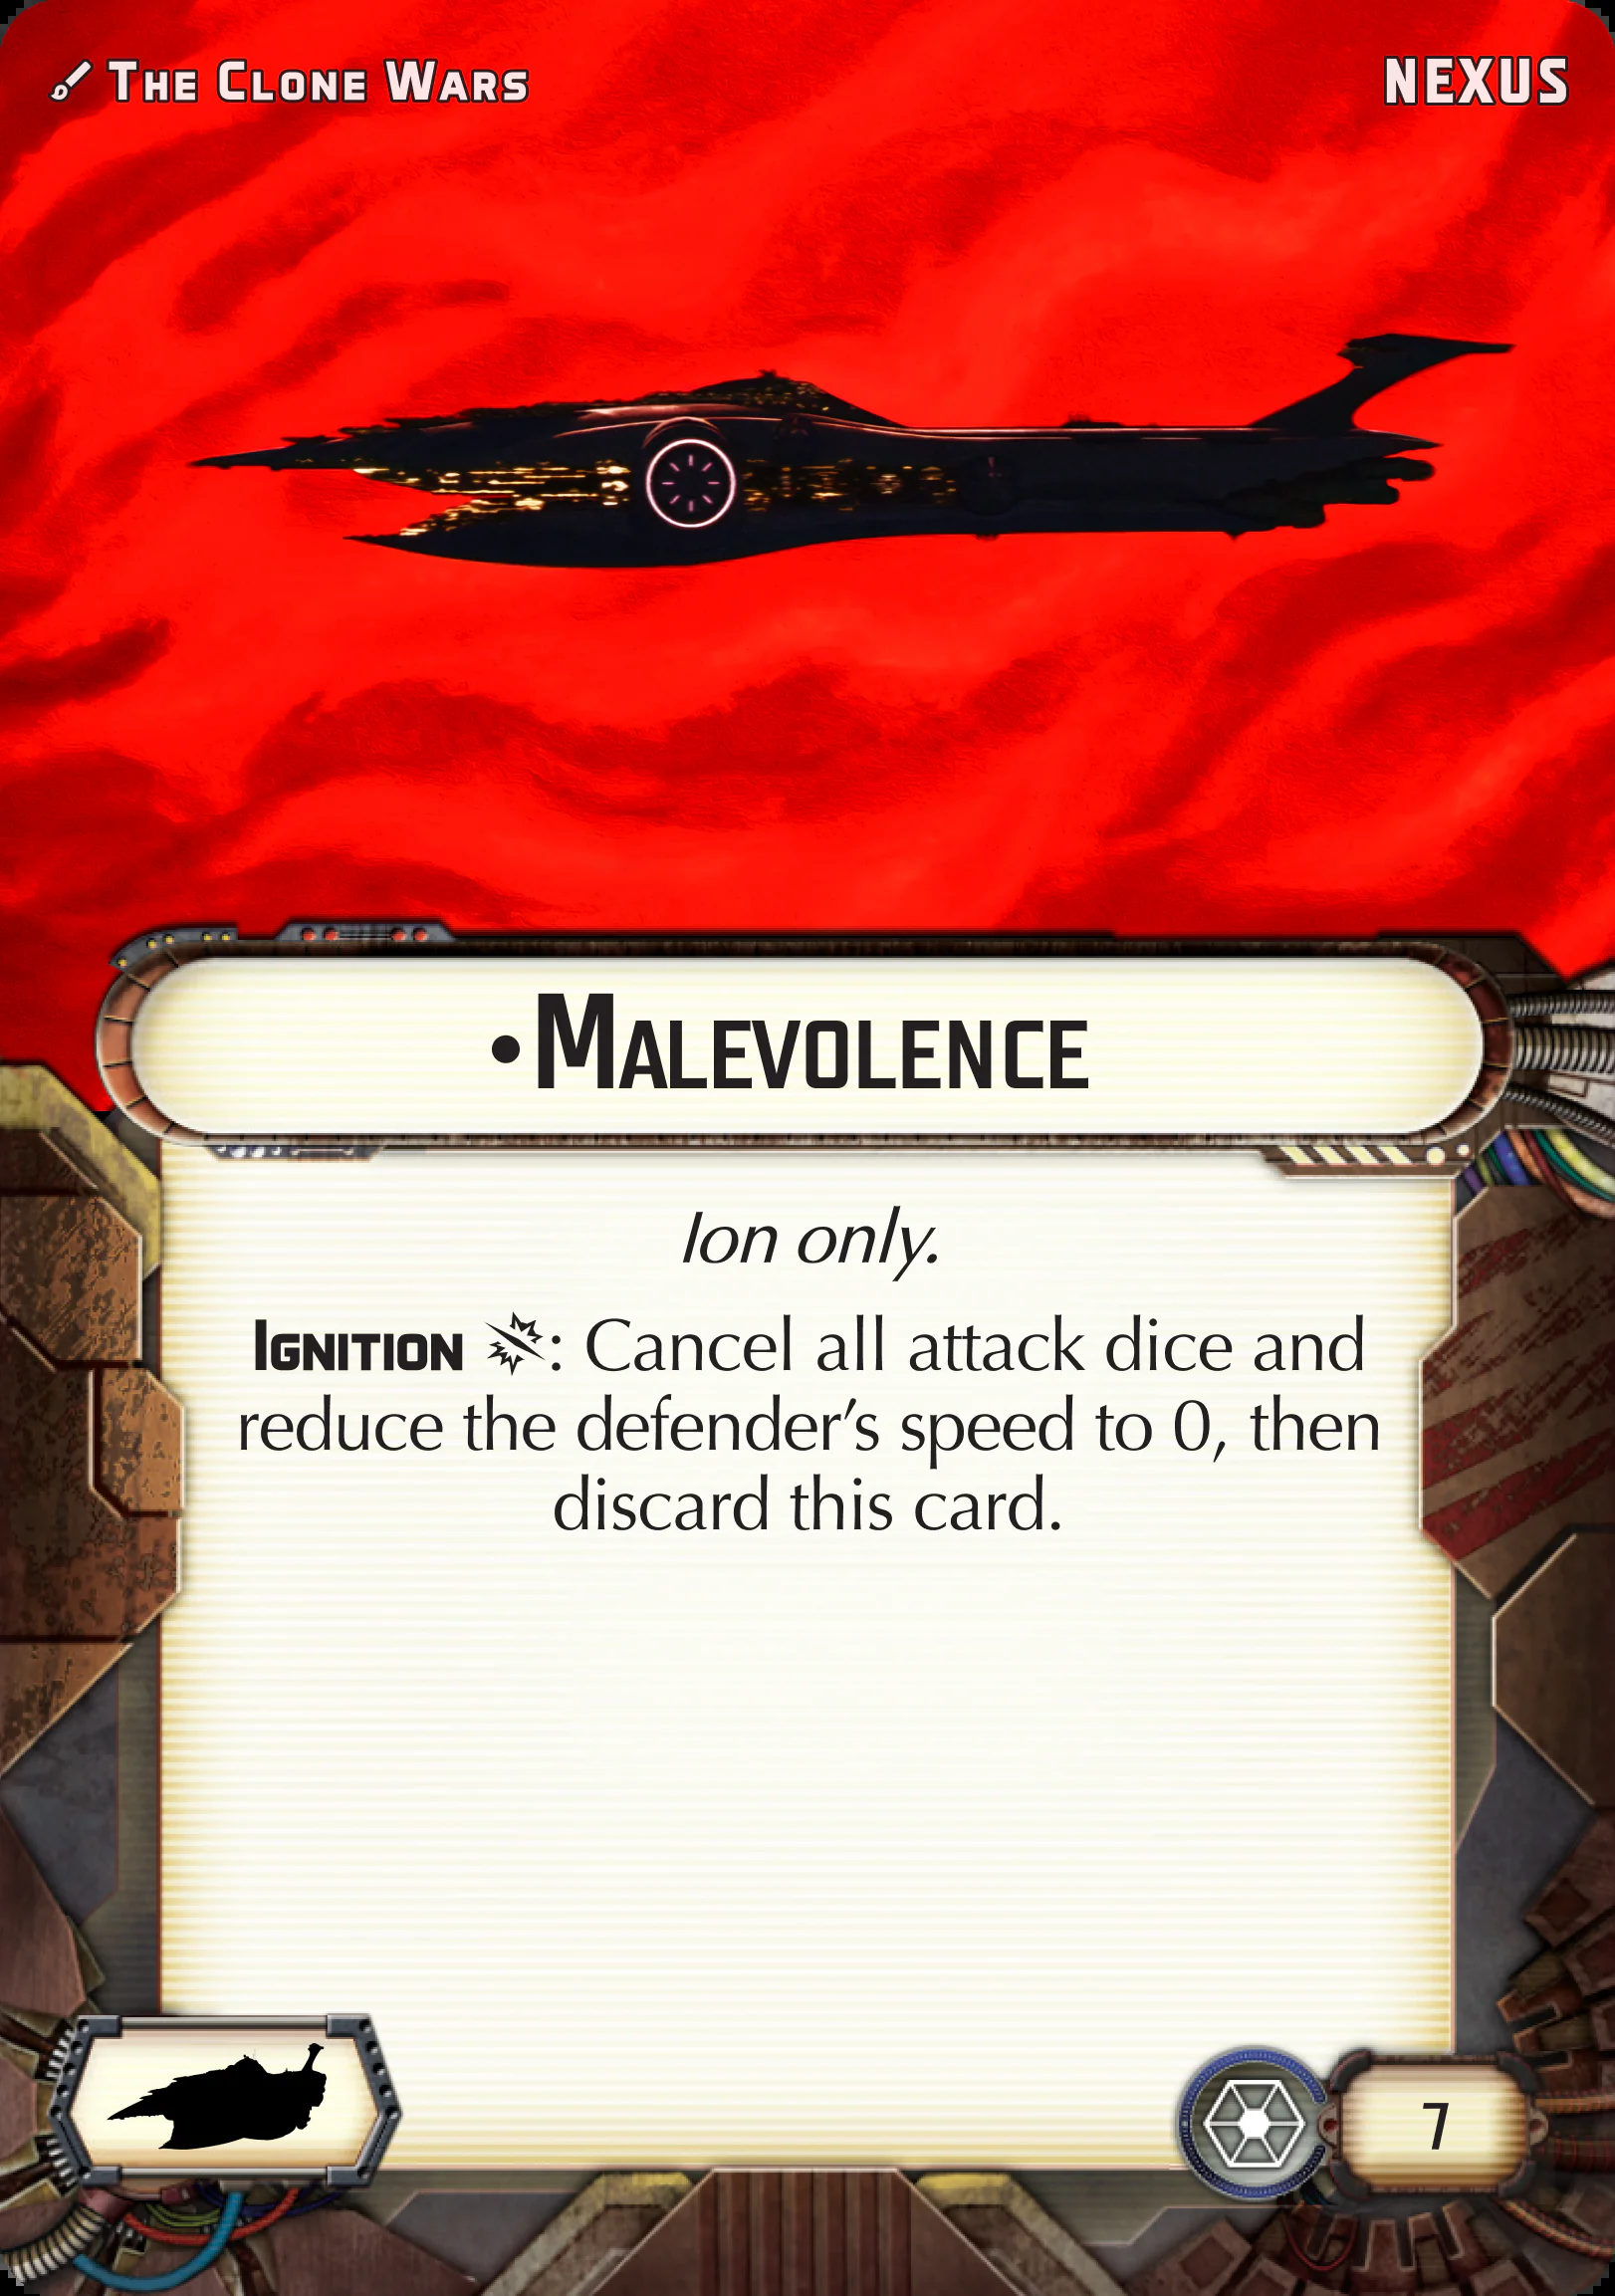 The Clone Wars
NEXUS
•Malevolence
Ion only.
Ignition : Cancel all attack dice and
reduce the defender’s speed to 0, then
discard this card.
7